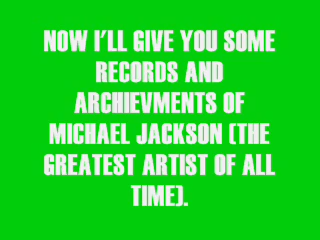 NOW I'LL GIVE YOU SOME
RECORDS AND
ARCHIEVMENTS OF
MICHAEL JACKSON (THE
GREATEST ARTIST OF ALL
TIME).